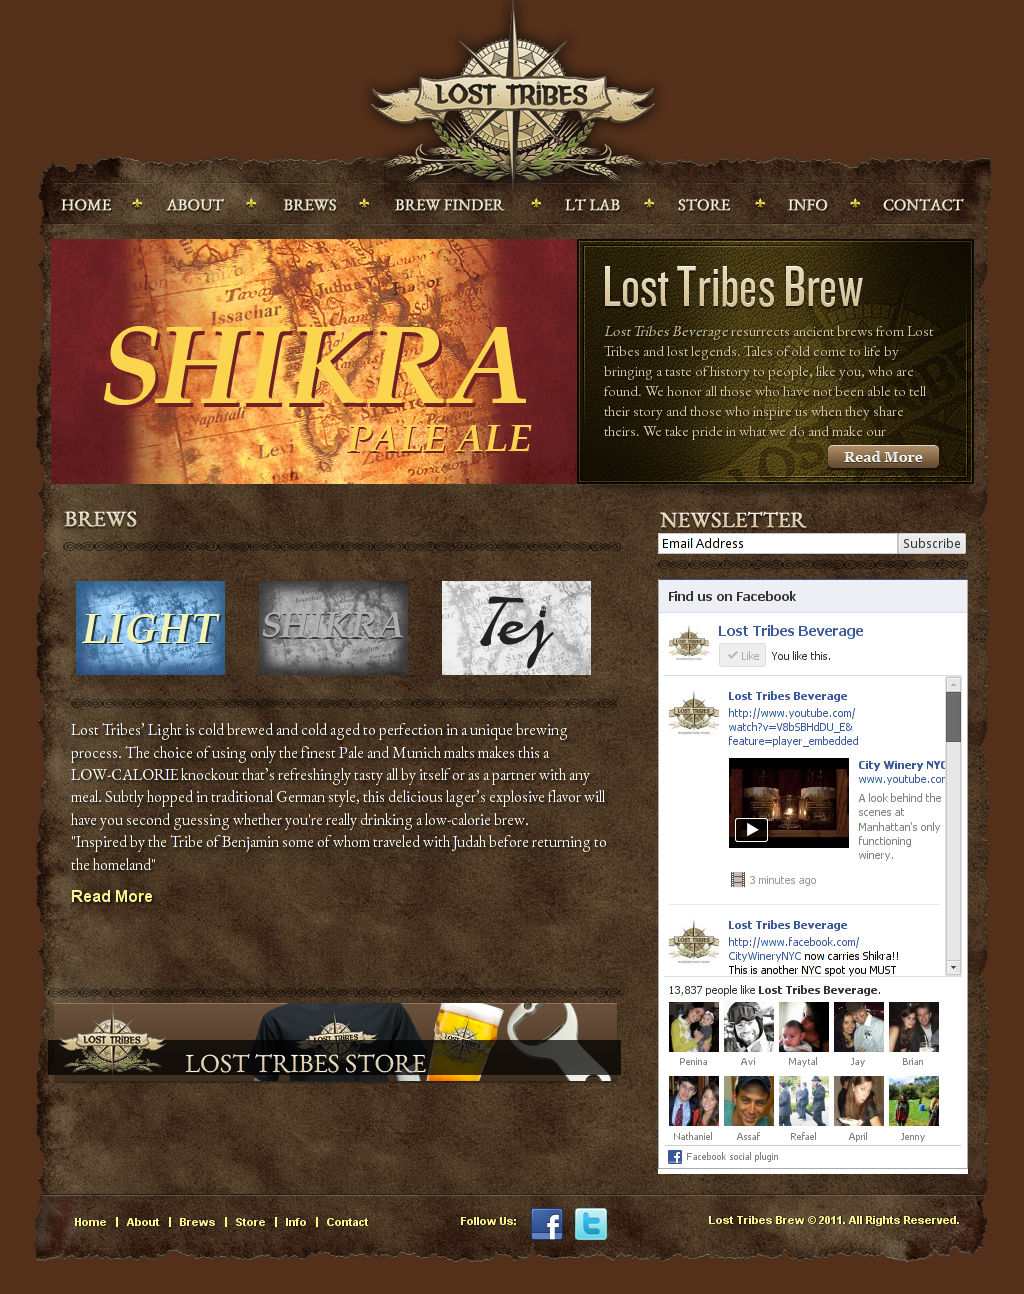 LOST TRIBES
HOME
ABOUT
BREWS
BREW FINDER
LT LAB
STORE
INFO
CONTACT
Tavas
Issachar
Judus
Habor
SHIKRA
Naphtali
Levi
PALE ALE
Lost Tribes Brew
Lost Tribes Beverage resurrects ancient brews from Lost
Tribes and lost legends. Tales of old come to life by
bringing a taste of history to people, like you, who are
found. We honor all those who have not been able to tell
their story and those who inspire us when they share
theirs. We take pride in what we do and make our
Read More
BREWS
LIGHT
SHIKRA
Tej
Lost Tribes' Light is cold brewed and cold aged to perfection in a unique brewing
process. The choice of using only the finest Pale and Munich malts makes this a
LOW-CALORIE knockout that's refreshingly tasty all by itself or as a partner with any
meal. Subtly hopped in traditional German style, this delicious lager's explosive flavor will
have you second guessing whether you're really drinking a low-calorie brew.
"Inspired by the Tribe of Benjamin some of whom traveled with Judah before returning to
the homeland"
Read More
LOST TRIBES
LOST TRIBES
LOST TRIBES STORE
NEWSLETTER
Email Address
Subscribe
Find us on Facebook
Lost Tribes Beverage
Like
You like this.
Lost Tribes Beverage
http://www.youtube.com/
watch?v=V8bSBHdDU_E&
feature=player_embedded
City Winery NYC
www.youtube.cor
A look behind the
scenes at
Manhattan's only
functioning
winery.
3 minutes ago
Lost Tribes Beverage
http://www.facebook.com/
CityWineryNYC now carries Shikra!!
This is another NYC spot you MUST
13,837 people like Lost Tribes Beverage.
Penina
Avi
Maytal
Jay
Brian
Nathaniel
Assaf
Refael
April
Jenny
Facebook social plugin
Home | About | Brews | Store | Info | Contact
Follow Us:
Lost Tribes Brew © 2011. All Rights Reserved.